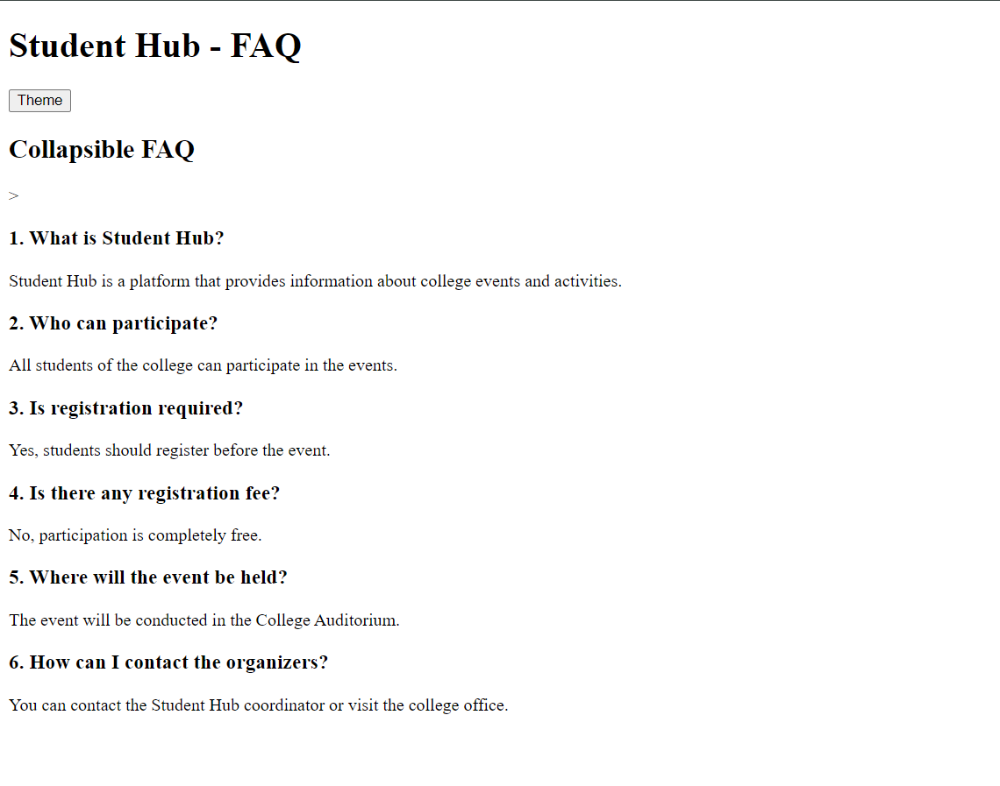 Student Hub - FAQ
Theme
Collapsible FAQ
>
1. What is Student Hub?
Student Hub is a platform that provides information about college events and activities.
2. Who can participate?
All students of the college can participate in the events.
3. Is registration required?
Yes, students should register before the event.
4. Is there any registration fee?
No, participation is completely free.
5. Where will the event be held?
The event will be conducted in the College Auditorium.
6. How can I contact the organizers?
You can contact the Student Hub coordinator or visit the college office.